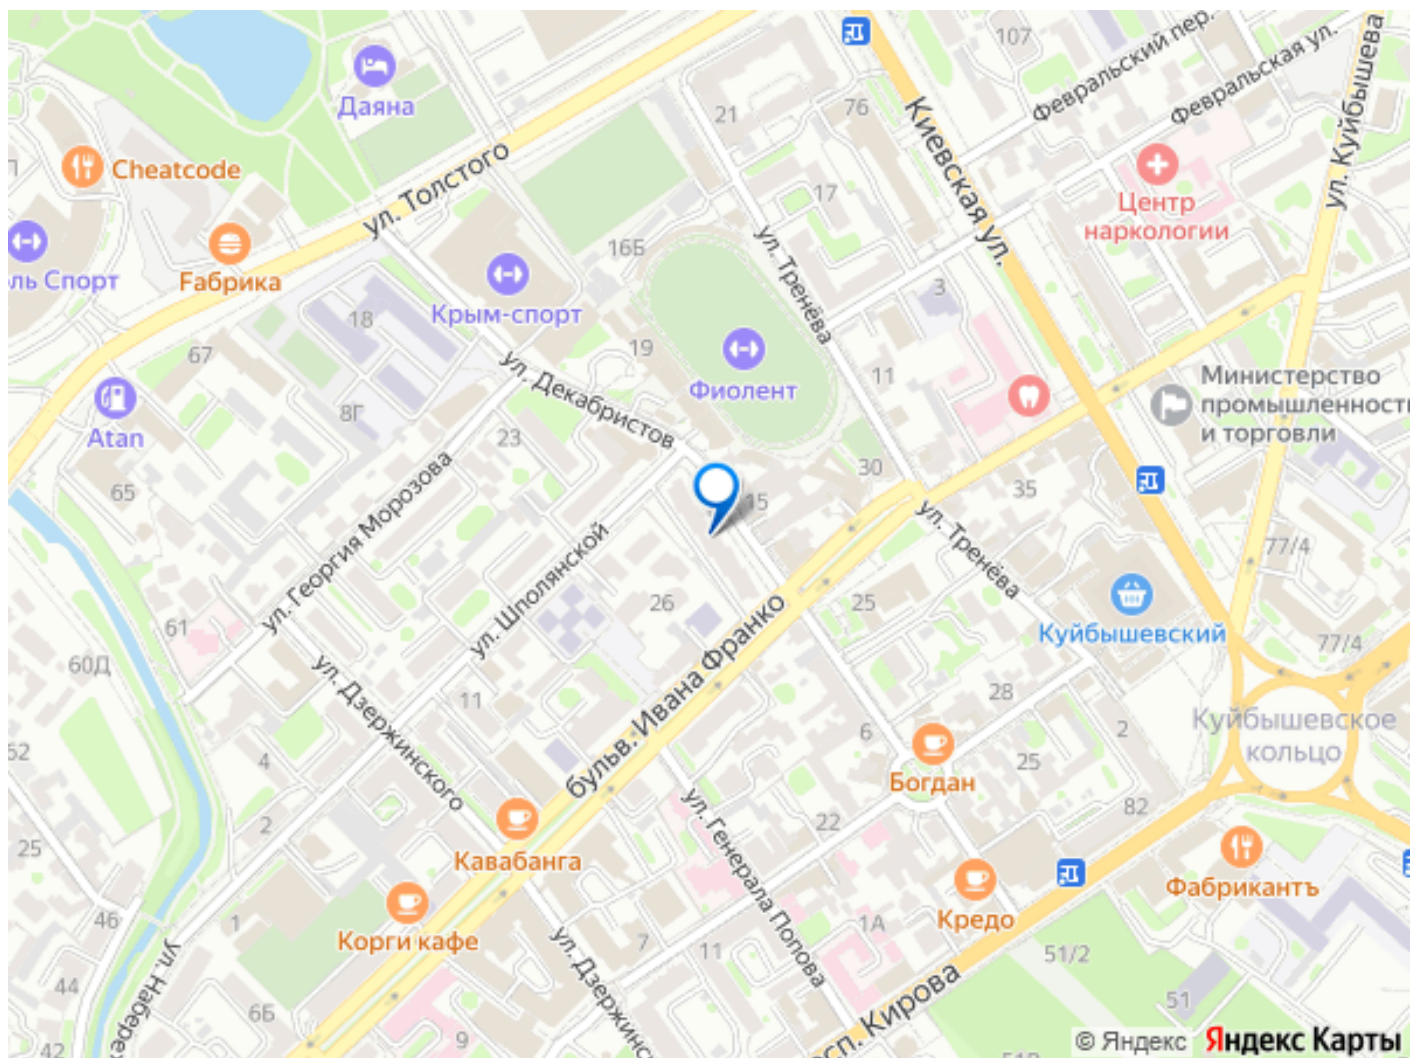 107
Февральский пер.
Февральская ул.
ул. Куйбышева
Даяна
21
76
Киевская ул.
Cheatcode
ул. Толстого
17
Центр
наркологии
16Б
ул. Тренёва
Fабрика
Крым-спорт
3
18
19
67
Фиолент
11
Министерство
промышленност
и торговли
ул. Декабристов
8Г
Atan
23
30
35
65
15
ул. Георгия Морозова
ул. Тренёва
77/4
ул. Шполянской
26
25
Куйбышевский
61
77/4
60Д
ул. Дзержинского
11
бульв. Ивана Франко
28
2
6
Куйбышевское
кольцо
52
4
Богдан
25
2
22
82
25
Кавабанга
ул. Генерала Попова
Фабрикантъ
46
1
Корги кафе
ул. Дзержинс
7
11
1А
Кредо
51/2
44
6Б
51
42
9
осп. Кирова
© Яндекс Яндекс Карты